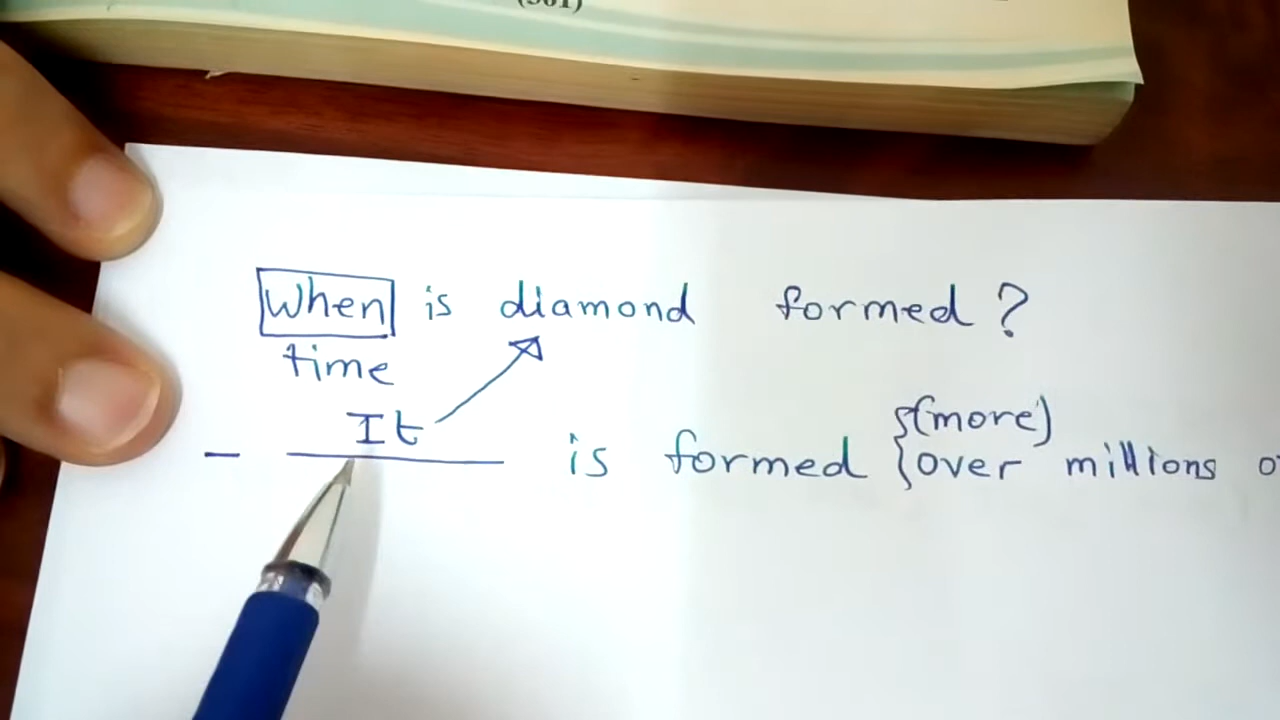 When is diamond formed ?
time
It
(more)
- is formed over millions